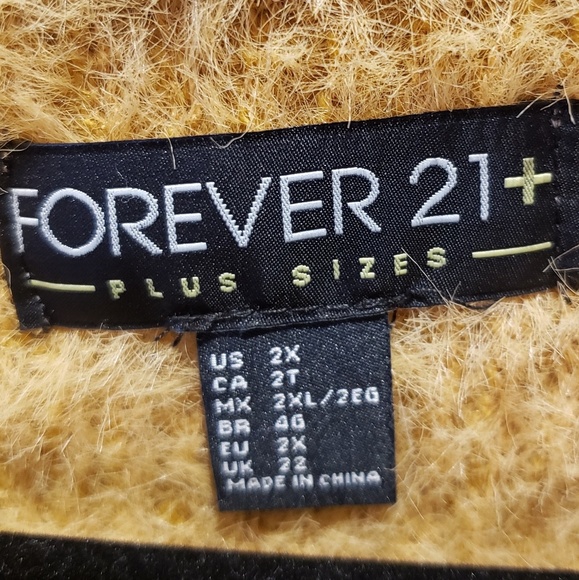 FOREVER 21+
PLUS SIZES
US 2X
CA 2T
MX 2XL/2EG
BR 4G
EU 2X
UK 22
MADE IN CHINA